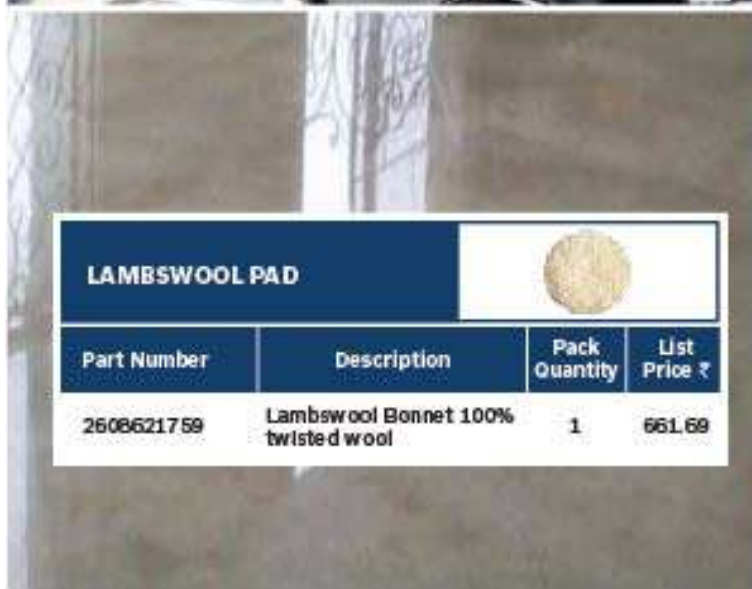 LAMBSWOOL PAD
Part Number Description Pack Quantity List Price ₹
2608621759 Lambswool Bonnet 100% twisted wool 1 661.69